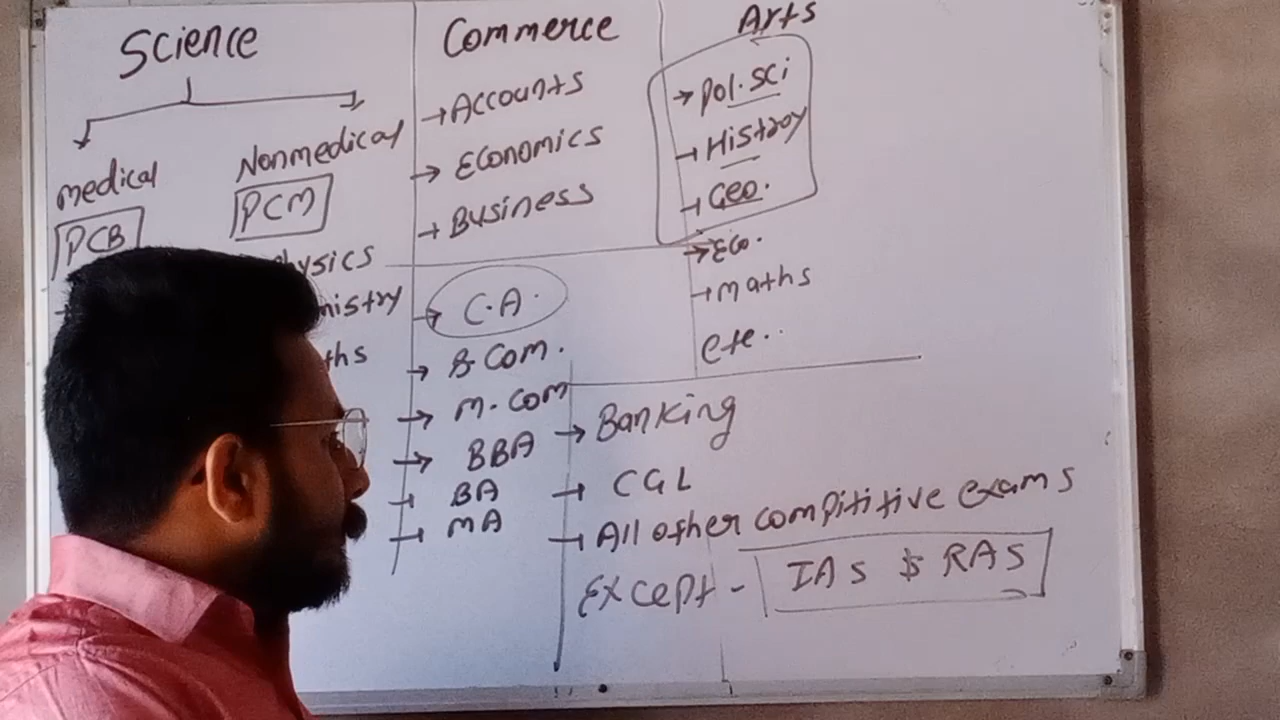 Science
medical
PCB
Nonmedical
PCM
Commerce
→Accounts
→ Economics
→ Business
→ C.A.
→ B.Com.
→ M.Com
→ BBA
→ BA
→ MA
Arts
→ Pol.sci
→ Histroy
→ Geo.
→ Eco.
→ maths
etc..
→ Banking
→ CGL
→ All other compititive exams
Except - IAS $ RAS